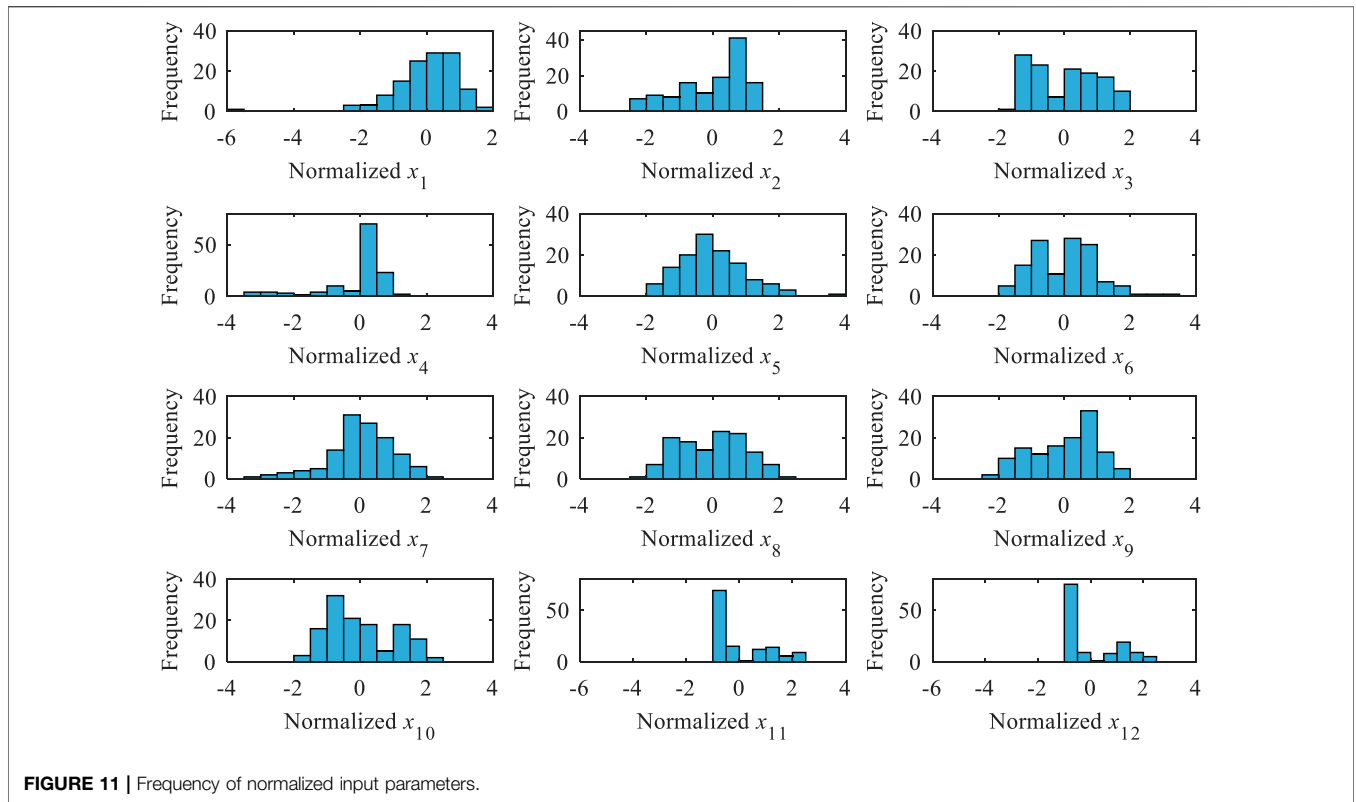 Frequency
40
20
0
-6 -4 -2 0 2
Normalized x1
Frequency
40
20
0
-4 -2 0 2 4
Normalized x2
Frequency
40
20
0
-4 -2 0 2 4
Normalized x3
Frequency
50
0
-4 -2 0 2 4
Normalized x4
Frequency
40
20
0
-4 -2 0 2 4
Normalized x5
Frequency
40
20
0
-4 -2 0 2 4
Normalized x6
Frequency
40
20
0
-4 -2 0 2 4
Normalized x7
Frequency
40
20
0
-4 -2 0 2 4
Normalized x8
Frequency
40
20
0
-4 -2 0 2 4
Normalized x9
Frequency
40
20
0
-4 -2 0 2 4
Normalized x10
Frequency
50
0
-6 -4 -2 0 2 4
Normalized x11
Frequency
50
0
-6 -4 -2 0 2 4
Normalized x12
FIGURE 11 | Frequency of normalized input parameters.